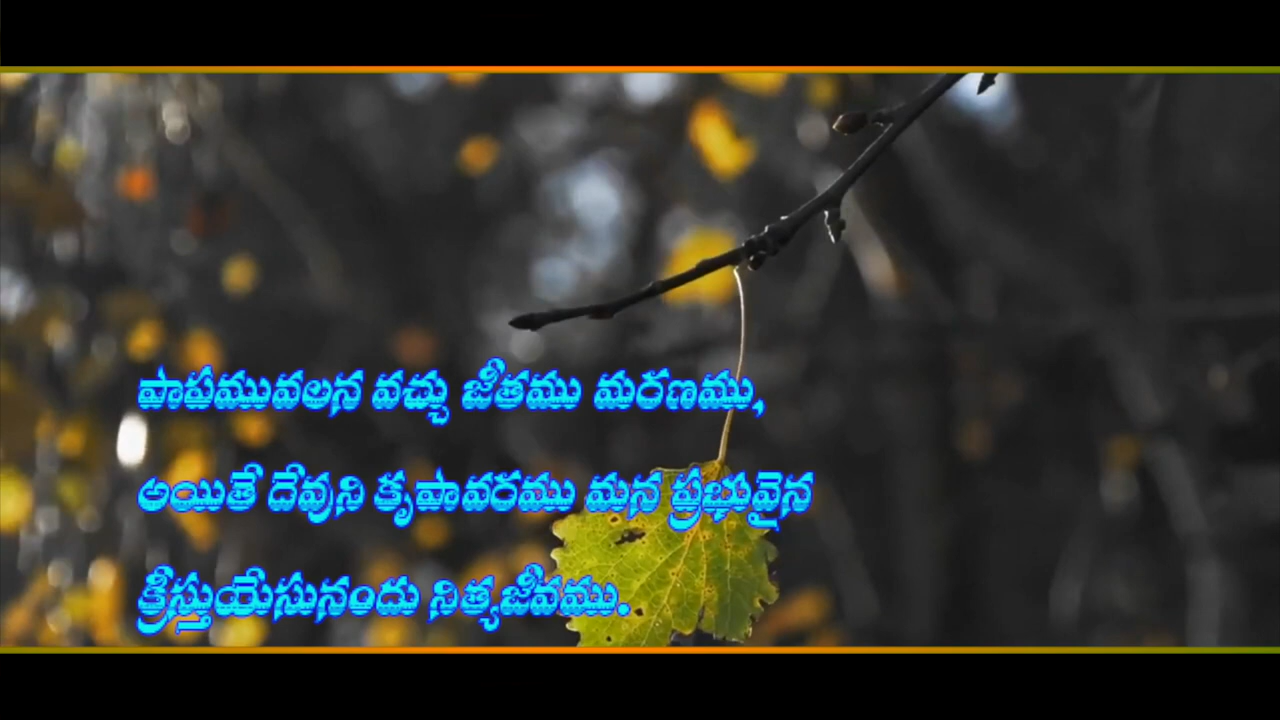 పాపమువలన వచ్చు జీతము మరణము,
అయితే దేవుని కృపావరము మన ప్రభువైన
క్రీస్తుయేసునందు నిత్యజీవము.